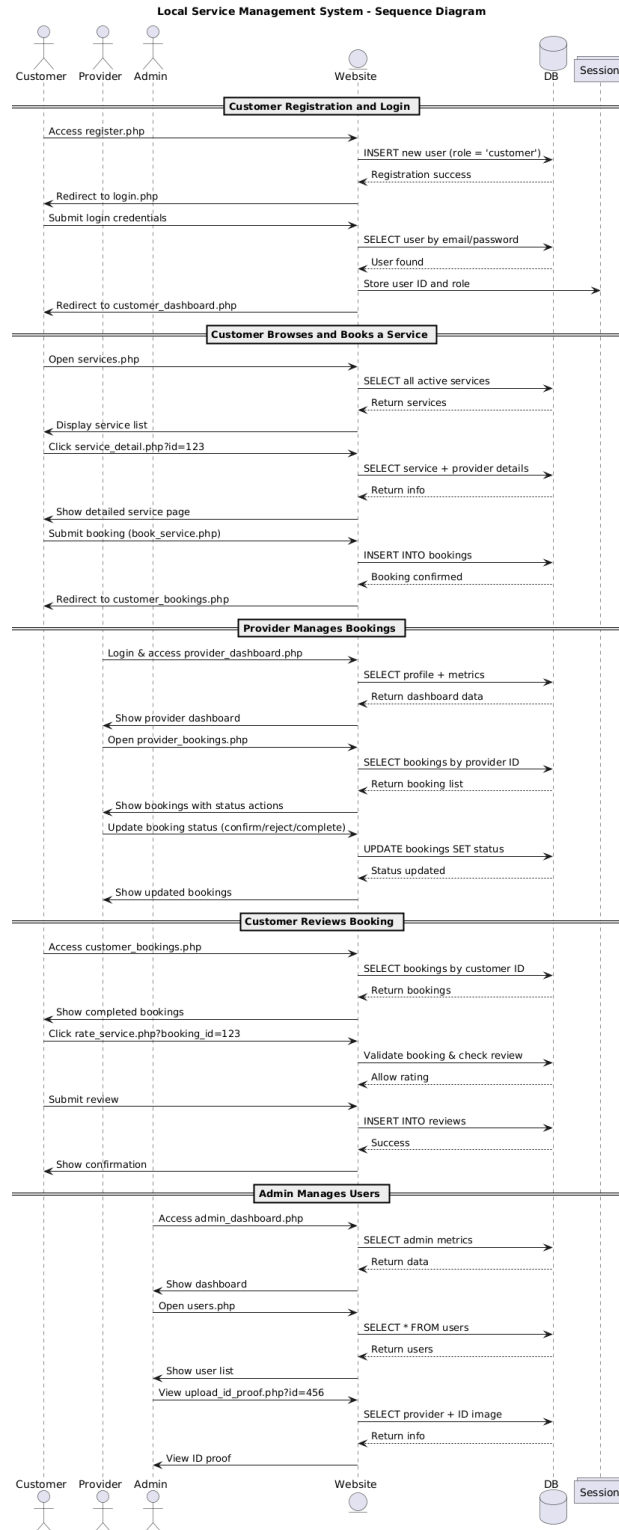 Local Service Management System - Sequence Diagram
Customer Provider Admin Website DB Session
Customer Registration and Login
Access register.php
INSERT new user (role = 'customer')
Registration success
Redirect to login.php
Submit login credentials
SELECT user by email/password
User found
Store user ID and role
Redirect to customer_dashboard.php
Customer Browses and Books a Service
Open services.php
SELECT all active services
Return services
Display service list
Click service_detail.php?id=123
SELECT service + provider details
Return info
Show detailed service page
Submit booking (book_service.php)
INSERT INTO bookings
Booking confirmed
Redirect to customer_bookings.php
Provider Manages Bookings
Login & access provider_dashboard.php
SELECT profile + metrics
Return dashboard data
Show provider dashboard
Open provider_bookings.php
SELECT bookings by provider ID
Return booking list
Show bookings with status actions
Update booking status (confirm/reject/complete)
UPDATE bookings SET status
Status updated
Show updated bookings
Customer Reviews Booking
Access customer_bookings.php
SELECT bookings by customer ID
Return bookings
Show completed bookings
Click rate_service.php?booking_id=123
Validate booking & check review
Allow rating
Submit review
INSERT INTO reviews
Success
Show confirmation
Admin Manages Users
Access admin_dashboard.php
SELECT admin metrics
Return data
Show dashboard
Open users.php
SELECT * FROM users
Return users
Show user list
View upload_id_proof.php?id=456
SELECT provider + ID image
Return info
View ID proof
Customer Provider Admin Website DB Session